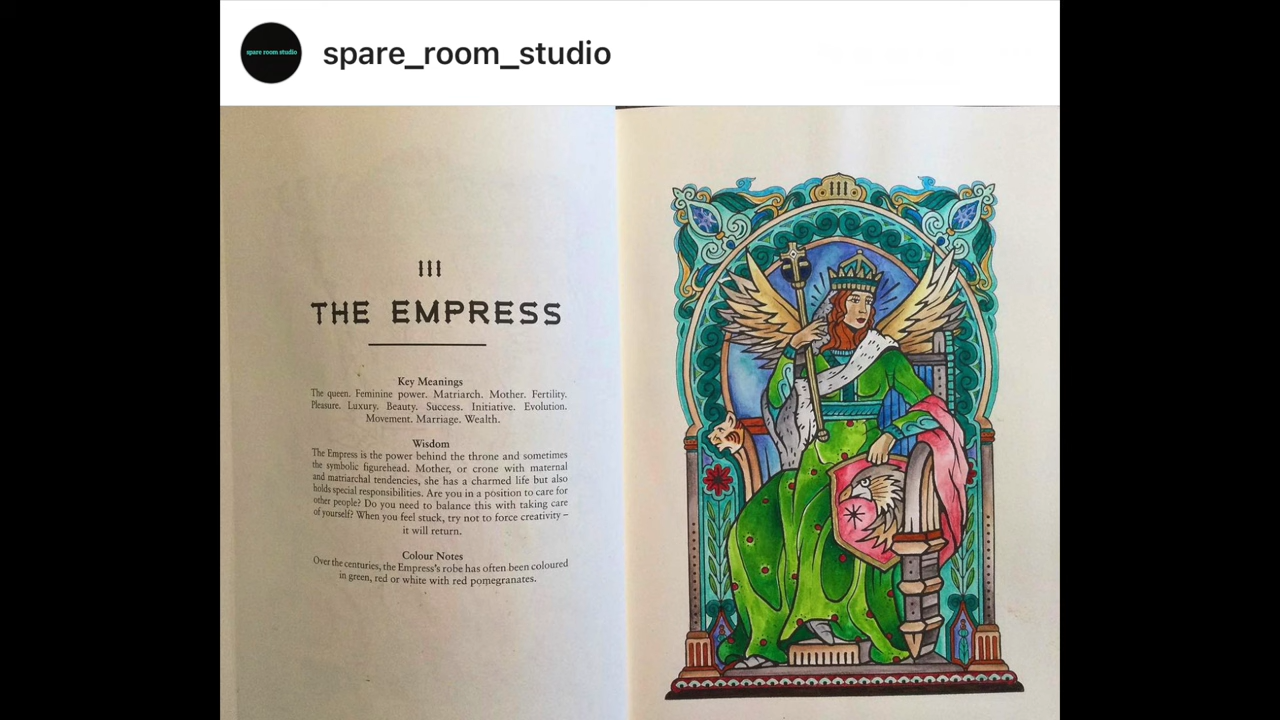 spare room studio
spare_room_studio
III
THE EMPRESS
Key Meanings
The queen. Feminine power. Matriarch. Mother. Fertility.
Pleasure. Luxury. Beauty. Success. Initiative. Evolution.
Movement. Marriage. Wealth.
Wisdom
The Empress is the power behind the throne and sometimes
the symbolic figurehead. Mother, or crone with maternal
and matriarchal tendencies, she has a charmed life but also
holds special responsibilities. Are you in a position to care for
other people? Do you need to balance this with taking care
of yourself? When you feel stuck, try not to force creativity –
it will return.
Colour Notes
Over the centuries, the Empress's robe has often been coloured
in green, red or white with red pomegranates.
III